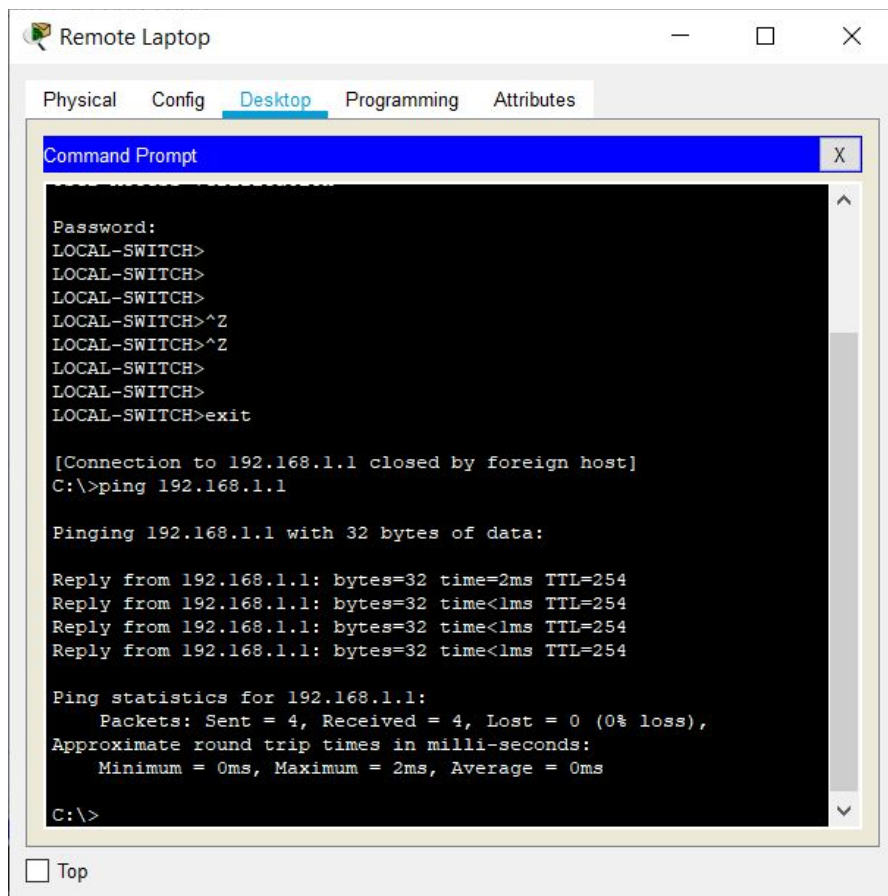 Remote Laptop
Physical Config Desktop Programming Attributes
Command Prompt X
Password:
LOCAL-SWITCH>
LOCAL-SWITCH>
LOCAL-SWITCH>
LOCAL-SWITCH>^Z
LOCAL-SWITCH>^Z
LOCAL-SWITCH>
LOCAL-SWITCH>
LOCAL-SWITCH>exit
[Connection to 192.168.1.1 closed by foreign host]
C:\>ping 192.168.1.1
Pinging 192.168.1.1 with 32 bytes of data:
Reply from 192.168.1.1: bytes=32 time=2ms TTL=254
Reply from 192.168.1.1: bytes=32 time<1ms TTL=254
Reply from 192.168.1.1: bytes=32 time<1ms TTL=254
Reply from 192.168.1.1: bytes=32 time<1ms TTL=254
Ping statistics for 192.168.1.1:
Packets: Sent = 4, Received = 4, Lost = 0 (0% loss),
Approximate round trip times in milli-seconds:
Minimum = 0ms, Maximum = 2ms, Average = 0ms
C:\>
Top